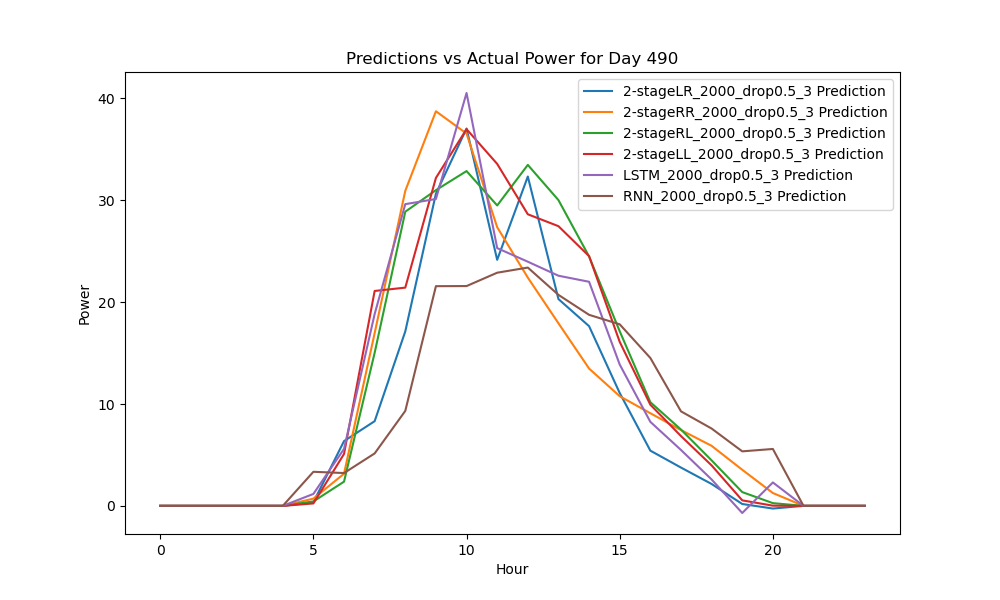 Predictions vs Actual Power for Day 490
2-stageLR_2000_drop0.5_3 Prediction
2-stageRR_2000_drop0.5_3 Prediction
2-stageRL_2000_drop0.5_3 Prediction
2-stageLL_2000_drop0.5_3 Prediction
LSTM_2000_drop0.5_3 Prediction
RNN_2000_drop0.5_3 Prediction
Power
40
30
20
10
0
0 5 10 15 20
Hour